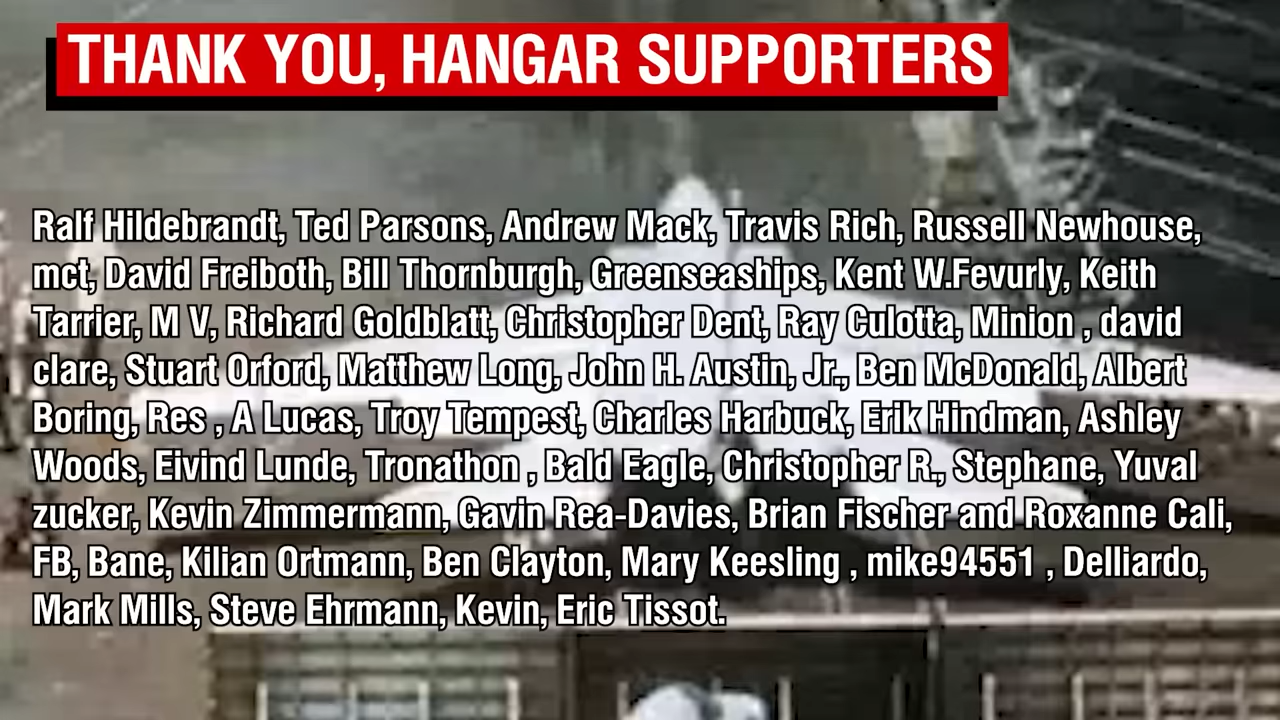 THANK YOU, HANGAR SUPPORTERS
Ralf Hildebrandt, Ted Parsons, Andrew Mack, Travis Rich, Russell Newhouse,
mct, David Freiboth, Bill Thornburgh, Greenseaships, Kent W.Fevurly, Keith
Tarrier, M V, Richard Goldblatt, Christopher Dent, Ray Culotta, Minion , david
clare, Stuart Orford, Matthew Long, John H. Austin, Jr., Ben McDonald, Albert
Boring, Res , A Lucas, Troy Tempest, Charles Harbuck, Erik Hindman, Ashley
Woods, Eivind Lunde, Tronathon , Bald Eagle, Christopher R., Stephane, Yuval
zucker, Kevin Zimmermann, Gavin Rea-Davies, Brian Fischer and Roxanne Cali,
FB, Bane, Kilian Ortmann, Ben Clayton, Mary Keesling , mike94551 , Delliardo,
Mark Mills, Steve Ehrmann, Kevin, Eric Tissot.